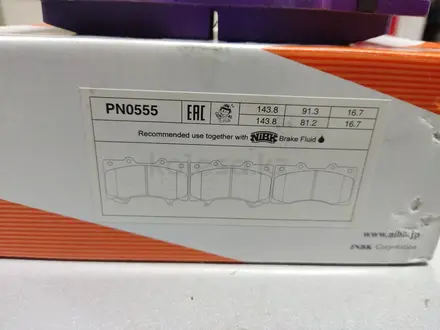 PN0555 EAC 143.8 91.3 16.7
143.8 81.2 16.7
Recommended use together with NiBK Brake Fluid
www.nibk.jp
JNBK Corporation